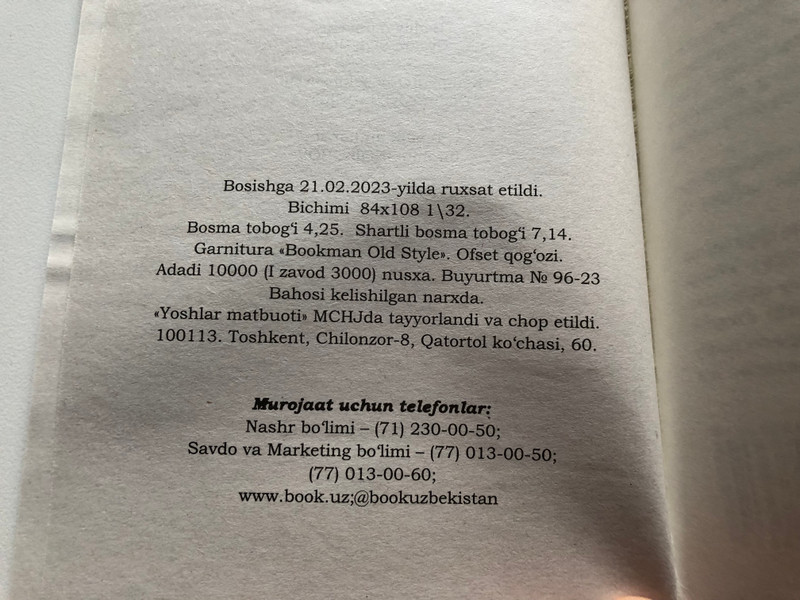 Bosishga 21.02.2023-yilda ruxsat etildi.
Bichimi 84x108 1\32.
Bosma tobog‘i 4,25. Shartli bosma tobog‘i 7,14.
Garnitura «Bookman Old Style». Ofset qog‘ozi.
Adadi 10000 (I zavod 3000) nusxa. Buyurtma № 96-23
Bahosi kelishilgan narxda.
«Yoshlar matbuoti» MCHJda tayyorlandi va chop etildi.
100113. Toshkent, Chilonzor-8, Qatortol ko‘chasi, 60.
Murojaat uchun telefonlar:
Nashr bo‘limi – (71) 230-00-50;
Savdo va Marketing bo‘limi – (77) 013-00-50;
(77) 013-00-60;
www.book.uz;@bookuzbekistan